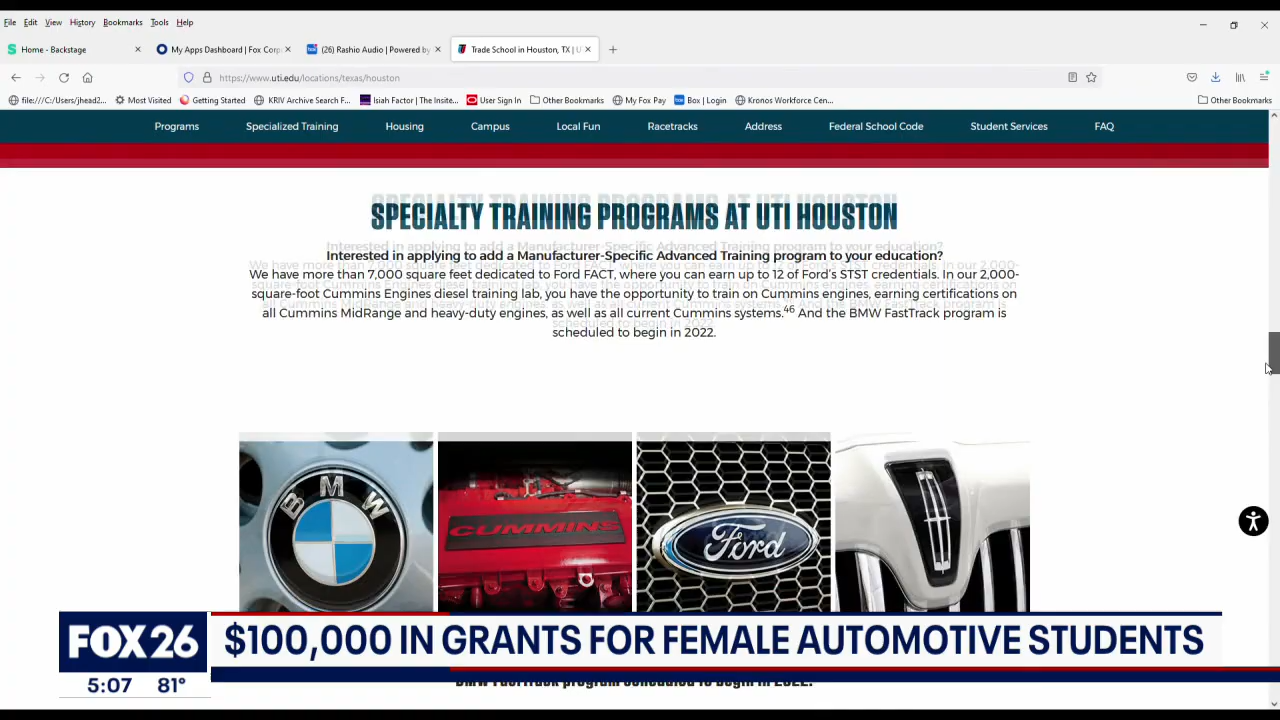 File Edit View History Bookmarks Tools Help
Home - Backstage
My Apps Dashboard | Fox Corp
(26) Rashio Audio | Powered by
Trade School in Houston, TX | U
https://www.uti.edu/locations/texas/houston
file:///C:/Users/jhead2... Most Visited Getting Started KRIV Archive Search F... Isiah Factor | The Insite... User Sign In Other Bookmarks My Fox Pay Box | Login Kronos Workforce Cen... Other Bookmarks
Programs Specialized Training Housing Campus Local Fun Racetracks Address Federal School Code Student Services FAQ
SPECIALTY TRAINING PROGRAMS AT UTI HOUSTON
Interested in applying to add a Manufacturer-Specific Advanced Training program to your education?
We have more than 7,000 square feet dedicated to Ford FACT, where you can earn up to 12 of Ford's STST credentials. In our 2,000-
square-foot Cummins Engines diesel training lab, you have the opportunity to train on Cummins engines, earning certifications on
all Cummins MidRange and heavy-duty engines, as well as all current Cummins systems.46 And the BMW FastTrack program is
scheduled to begin in 2022.
BMW
CUMMINS
Ford
FOX 26
$100,000 IN GRANTS FOR FEMALE AUTOMOTIVE STUDENTS
5:07 81°
BMW FastTrack program scheduled to begin in 2022.